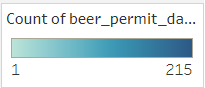 Count of beer_permit_da...
1 215